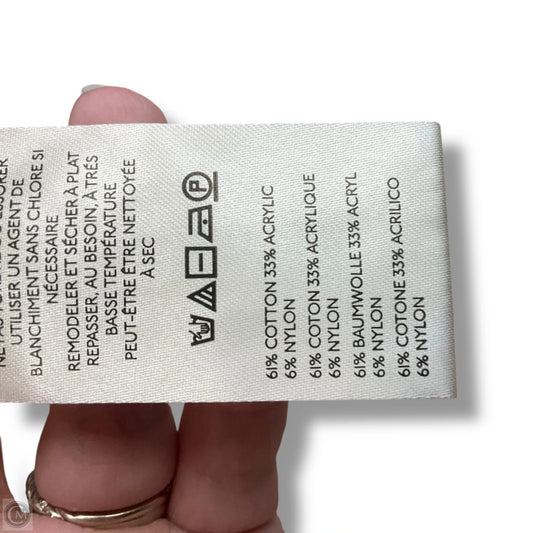 UTILISER UN AGENT DE
BLANCHIMENT SANS CHLORE SI
NÉCESSAIRE
REMODELER ET SÉCHER À PLAT
REPASSER, AU BESOIN, À TRÉS
BASSE TEMPÉRATURE
PEUT-ÊTRE ÊTRE NETTOYÉE
À SEC
P
61% COTTON 33% ACRYLIC
6% NYLON
61% COTON 33% ACRYLIQUE
6% NYLON
61% BAUMWOLLE 33% ACRYL
6% NYLON
61% COTONE 33% ACRILICO
6% NYLON